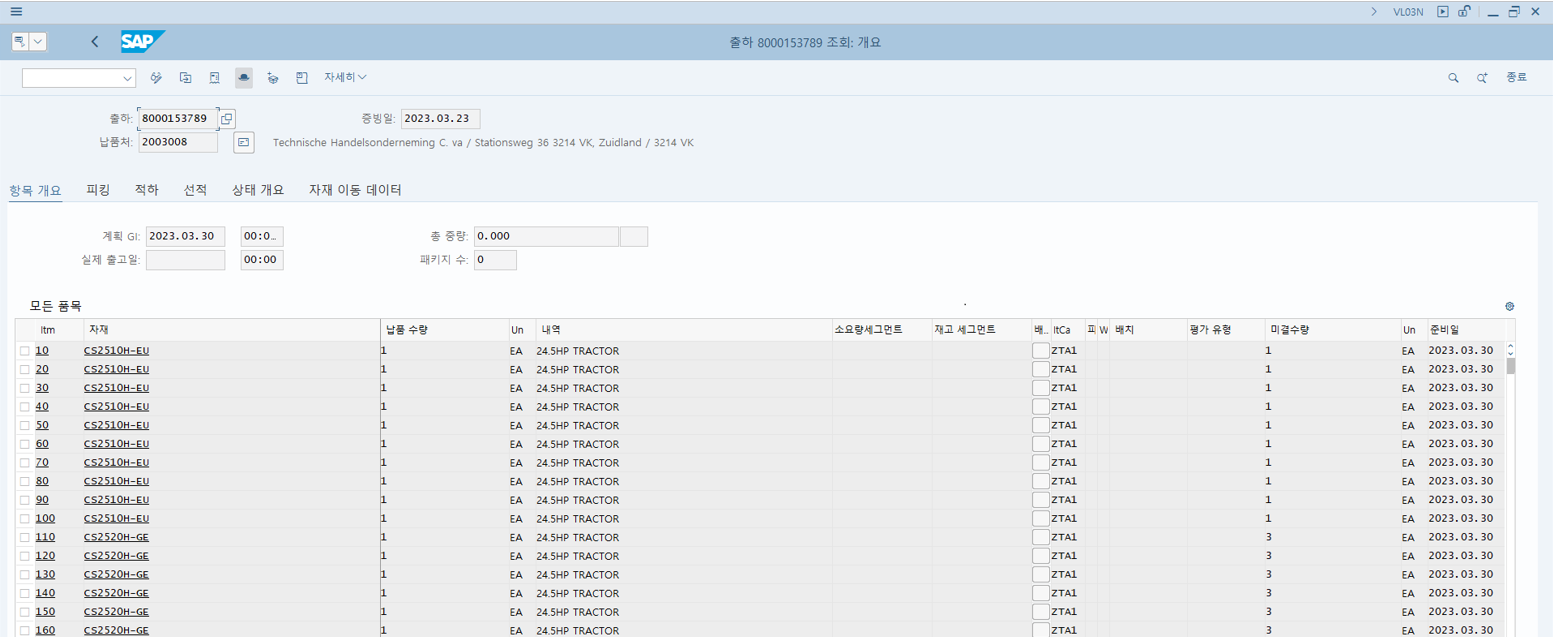 VL03N
SAP 출하 8000153789 조회: 개요
자세히 종료
출하: 8000153789 증빙일: 2023.03.23
납품처: 2003008 Technische Handelsonderneming C. va / Stationsweg 36 3214 VK, Zuidland / 3214 VK
항목 개요 피킹 적하 선적 상태 개요 자재 이동 데이터
계획 GI: 2023.03.30 00:0… 총 중량: 0.000
실제 출고일: 00:00 패키지 수: 0
모든 품목
Itm 자재 납품 수량 Un 내역 소요량세그먼트 재고 세그먼트 배.. ItCa 피 W 배치 평가 유형 미결수량 Un 준비일
10 CS2510H-EU 1 EA 24.5HP TRACTOR ZTA1 1 EA 2023.03.30
20 CS2510H-EU 1 EA 24.5HP TRACTOR ZTA1 1 EA 2023.03.30
30 CS2510H-EU 1 EA 24.5HP TRACTOR ZTA1 1 EA 2023.03.30
40 CS2510H-EU 1 EA 24.5HP TRACTOR ZTA1 1 EA 2023.03.30
50 CS2510H-EU 1 EA 24.5HP TRACTOR ZTA1 1 EA 2023.03.30
60 CS2510H-EU 1 EA 24.5HP TRACTOR ZTA1 1 EA 2023.03.30
70 CS2510H-EU 1 EA 24.5HP TRACTOR ZTA1 1 EA 2023.03.30
80 CS2510H-EU 1 EA 24.5HP TRACTOR ZTA1 1 EA 2023.03.30
90 CS2510H-EU 1 EA 24.5HP TRACTOR ZTA1 1 EA 2023.03.30
100 CS2510H-EU 1 EA 24.5HP TRACTOR ZTA1 1 EA 2023.03.30
110 CS2520H-GE 1 EA 24.5HP TRACTOR ZTA1 3 EA 2023.03.30
120 CS2520H-GE 1 EA 24.5HP TRACTOR ZTA1 3 EA 2023.03.30
130 CS2520H-GE 1 EA 24.5HP TRACTOR ZTA1 3 EA 2023.03.30
140 CS2520H-GE 1 EA 24.5HP TRACTOR ZTA1 3 EA 2023.03.30
150 CS2520H-GE 1 EA 24.5HP TRACTOR ZTA1 3 EA 2023.03.30
160 CS2520H-GE 1 EA 24.5HP TRACTOR ZTA1 3 EA 2023.03.30